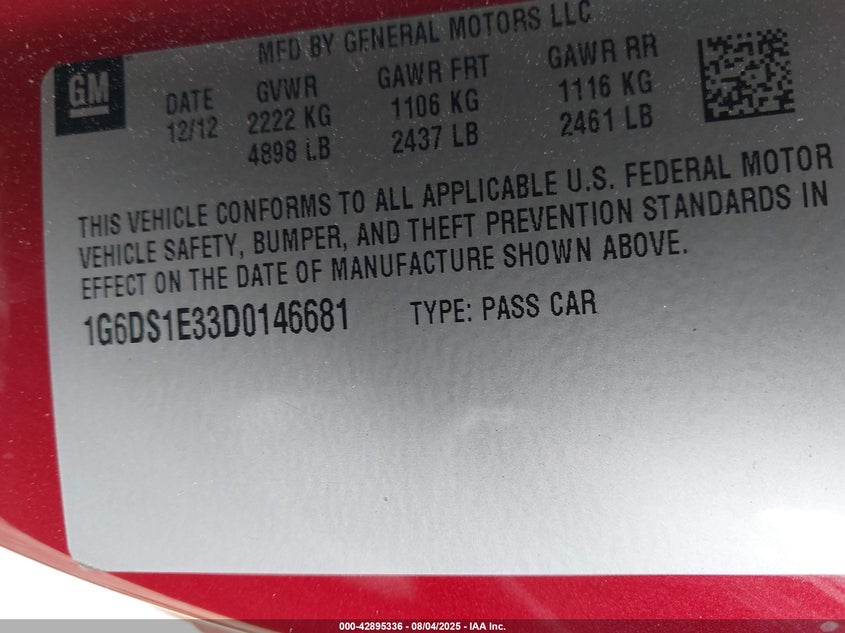 MFD BY GENERAL MOTORS LLC
GM
DATE GVWR GAWR FRT GAWR RR
12/12 2222 KG 1106 KG 1116 KG
4898 LB 2437 LB 2461 LB
THIS VEHICLE CONFORMS TO ALL APPLICABLE U.S. FEDERAL MOTOR
VEHICLE SAFETY, BUMPER, AND THEFT PREVENTION STANDARDS IN
EFFECT ON THE DATE OF MANUFACTURE SHOWN ABOVE.
1G6DS1E33D0146681 TYPE: PASS CAR
000-42895336 - 08/04/2025 - IAA Inc.